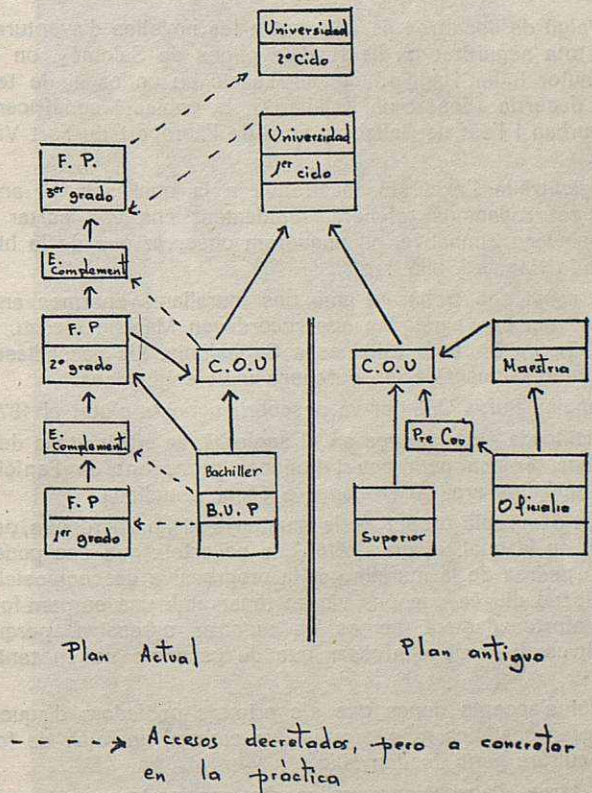 Universidad
2º Ciclo
Universidad
1er ciclo
F. P.
3er grado
E. Complement
F. P
2º grado
C.O.U
E. Complement
F. P
1er grado
Bachiller
B.U.P
C.O.U
Maestria
Pre Cou
Superior
Oficialia
Plan Actual
Plan antiguo
Accesos decretados, pero a concretar
en la pràctica